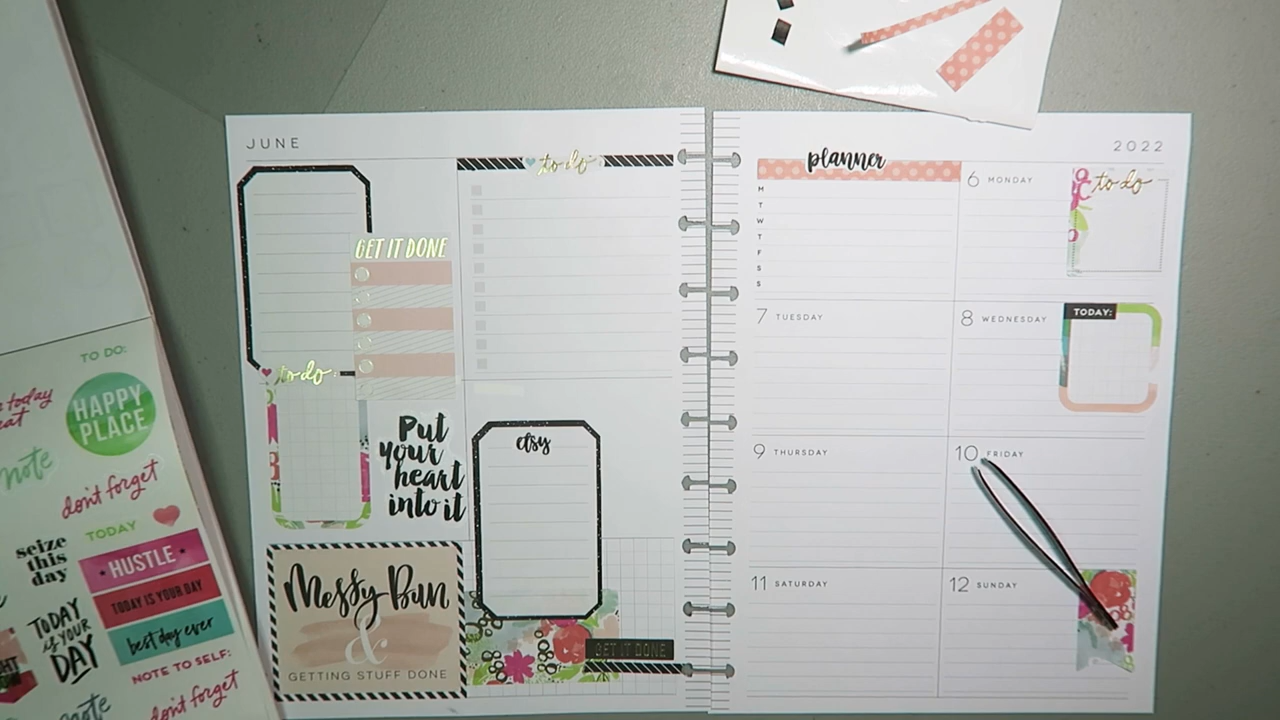 JUNE
to do
GET IT DONE
to do
Put
your
heart
into it
etsy
Messy Bun
&
GETTING STUFF DONE
GET IT DONE
planner
2022
M
T
W
T
F
S
S
6 MONDAY
to do
7 TUESDAY
8 WEDNESDAY
TODAY:
9 THURSDAY
10 FRIDAY
11 SATURDAY
12 SUNDAY
TO DO:
today
HAPPY
PLACE
note
don't forget
TODAY
seize
this
day
HUSTLE
TODAY IS YOUR DAY
best day ever
TODAY
is YOUR
DAY
NOTE TO SELF:
note
don't forget